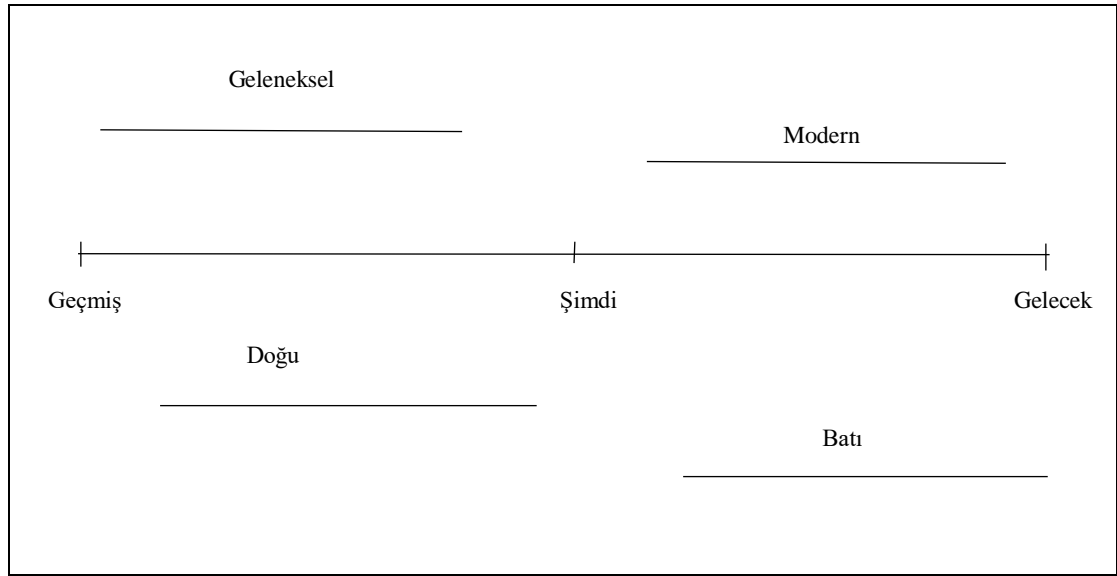 Geleneksel
Modern
Geçmiş
Şimdi
Gelecek
Doğu
Batı